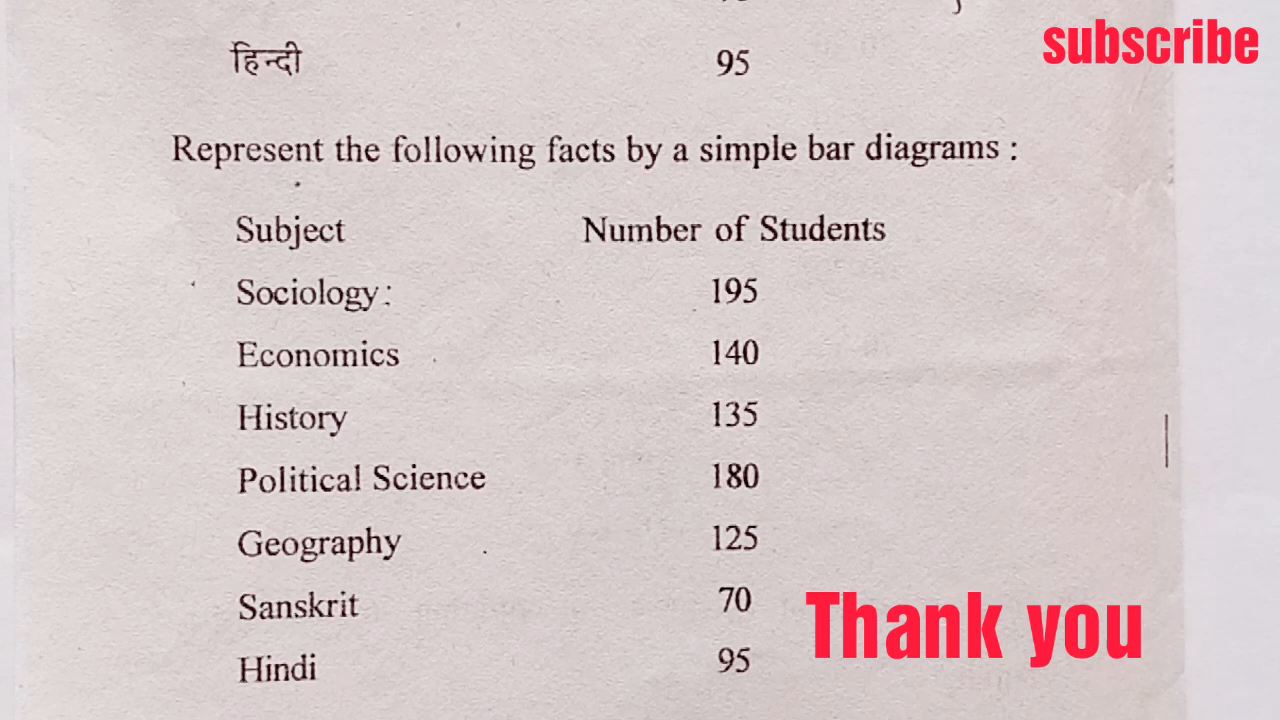 subscribe
हिन्दी 95
Represent the following facts by a simple bar diagrams :
Subject Number of Students
Sociology: 195
Economics 140
History 135
Political Science 180
Geography 125
Sanskrit 70
Hindi 95
Thank you